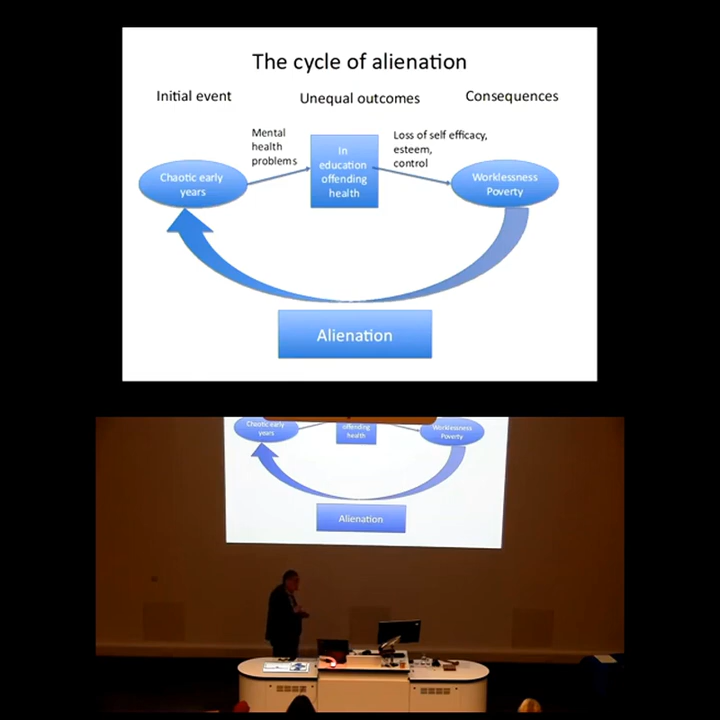 The cycle of alienation
Initial event
Unequal outcomes
Consequences
Mental
health
problems
Loss of self efficacy,
esteem,
control
Chaotic early
years
In
education
offending
health
Worklessness
Poverty
Alienation
Chaotic early
years
offending
health
Worklessness
Poverty
Alienation